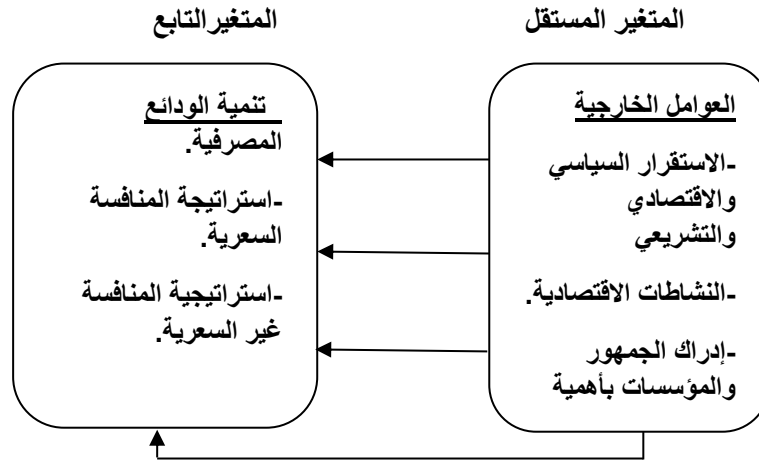 المتغير المستقل
المتغيرالتابع
العوامل الخارجية
-الاستقرار السياسي
والاقتصادي
والتشريعي
-النشاطات الاقتصادية.
-إدراك الجمهور
والمؤسسات بأهمية
تنمية الودائع
المصرفية.
-استراتيجة المنافسة
السعرية.
-استراتيجية المنافسة
غير السعرية.